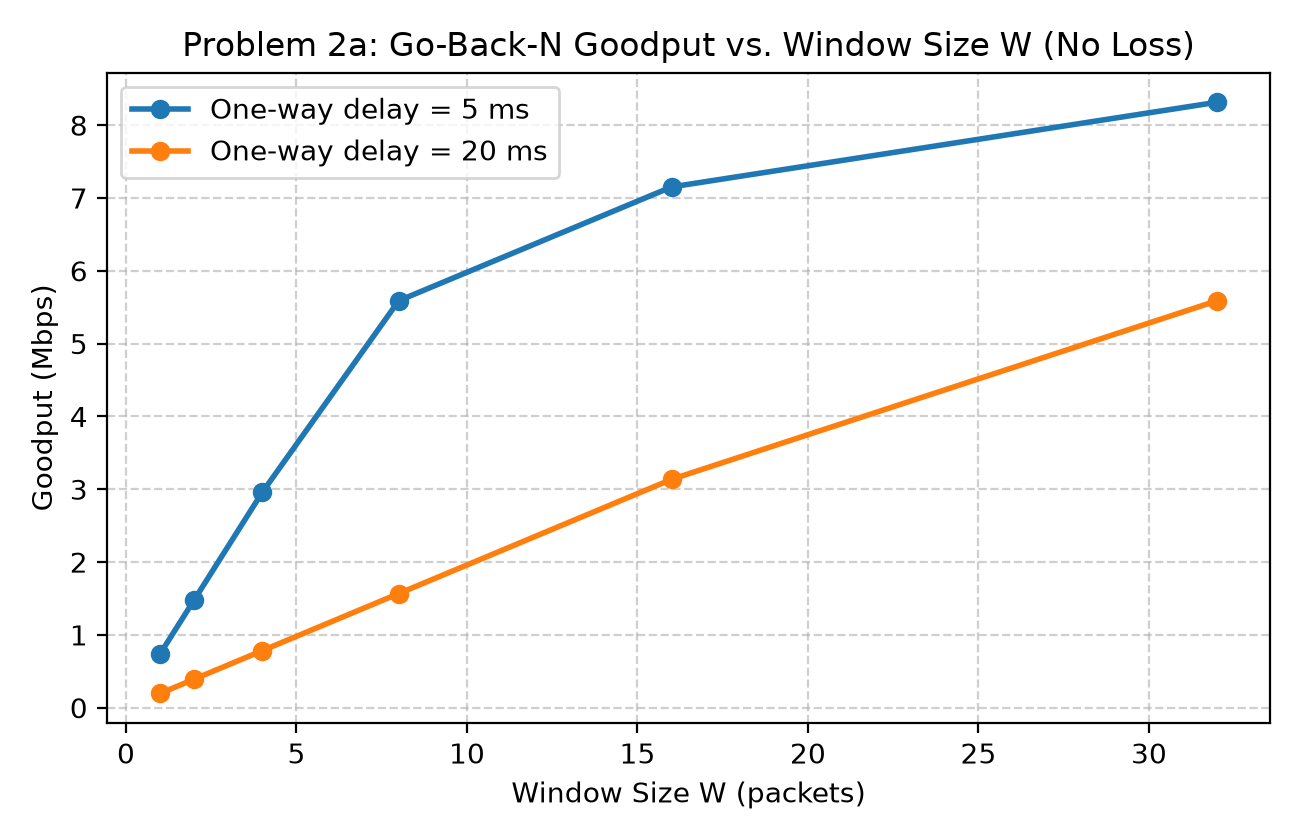 Problem 2a: Go-Back-N Goodput vs. Window Size W (No Loss)
One-way delay = 5 ms
One-way delay = 20 ms
Goodput (Mbps)
8
7
6
5
4
3
2
1
0
0 5 10 15 20 25 30
Window Size W (packets)